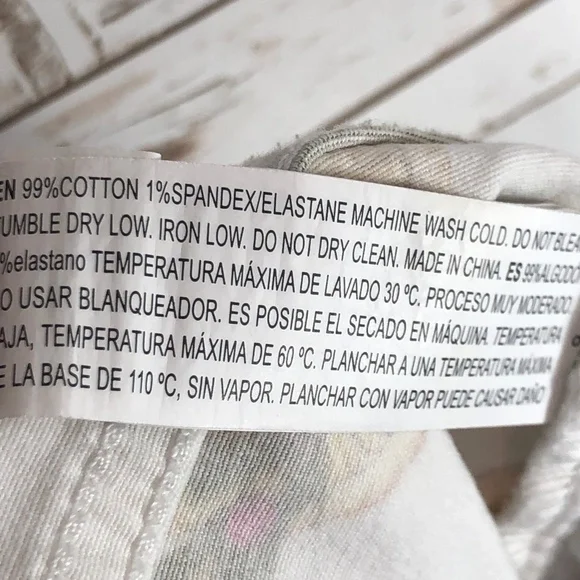 EN 99%COTTON 1%SPANDEX/ELASTANE MACHINE WASH COLD. DO NOT BLEA
TUMBLE DRY LOW. IRON LOW. DO NOT DRY CLEAN. MADE IN CHINA. ES 99%ALGODÓ
%elastano TEMPERATURA MÁXIMA DE LAVADO 30 ºC. PROCESO MUY MODERADO.
O USAR BLANQUEADOR. ES POSIBLE EL SECADO EN MÁQUINA. TEMPERATURA
AJA, TEMPERATURA MÁXIMA DE 60 ºC. PLANCHAR A UNA TEMPERATURA MÁXIMA
E LA BASE DE 110 ºC, SIN VAPOR. PLANCHAR CON VAPOR PUEDE CAUSAR DAÑO